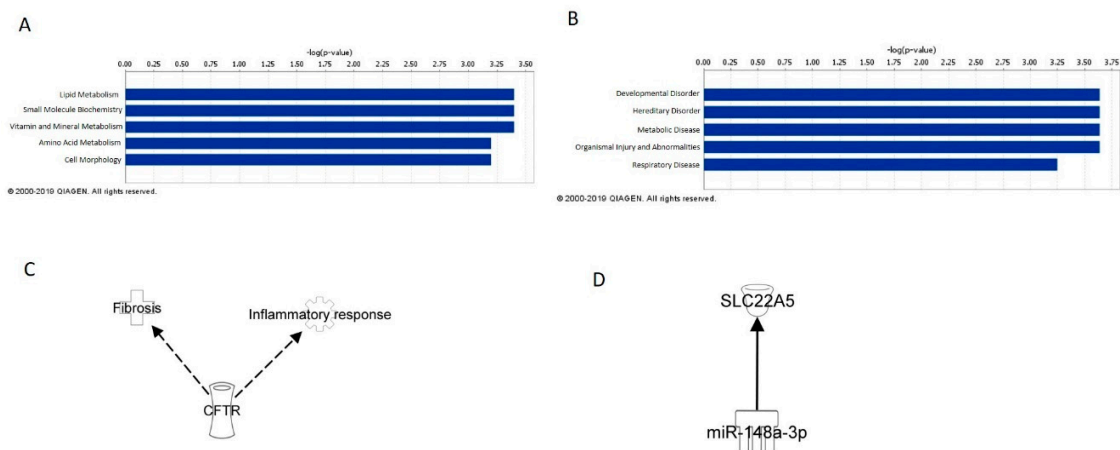 A
-log(p-value)
0.00 0.25 0.50 0.75 1.00 1.25 1.50 1.75 2.00 2.25 2.50 2.75 3.00 3.25 3.50
Lipid Metabolism
Small Molecule Biochemistry
Vitamin and Mineral Metabolism
Amino Acid Metabolism
Cell Morphology
© 2000-2019 QIAGEN. All rights reserved.
B
-log(p-value)
0.00 0.25 0.50 0.75 1.00 1.25 1.50 1.75 2.00 2.25 2.50 2.75 3.00 3.25 3.50 3.75
Developmental Disorder
Hereditary Disorder
Metabolic Disease
Organismal Injury and Abnormalities
Respiratory Disease
© 2000-2019 QIAGEN. All rights reserved.
C
Fibrosis
Inflammatory response
CFTR
D
SLC22A5
miR-148a-3p